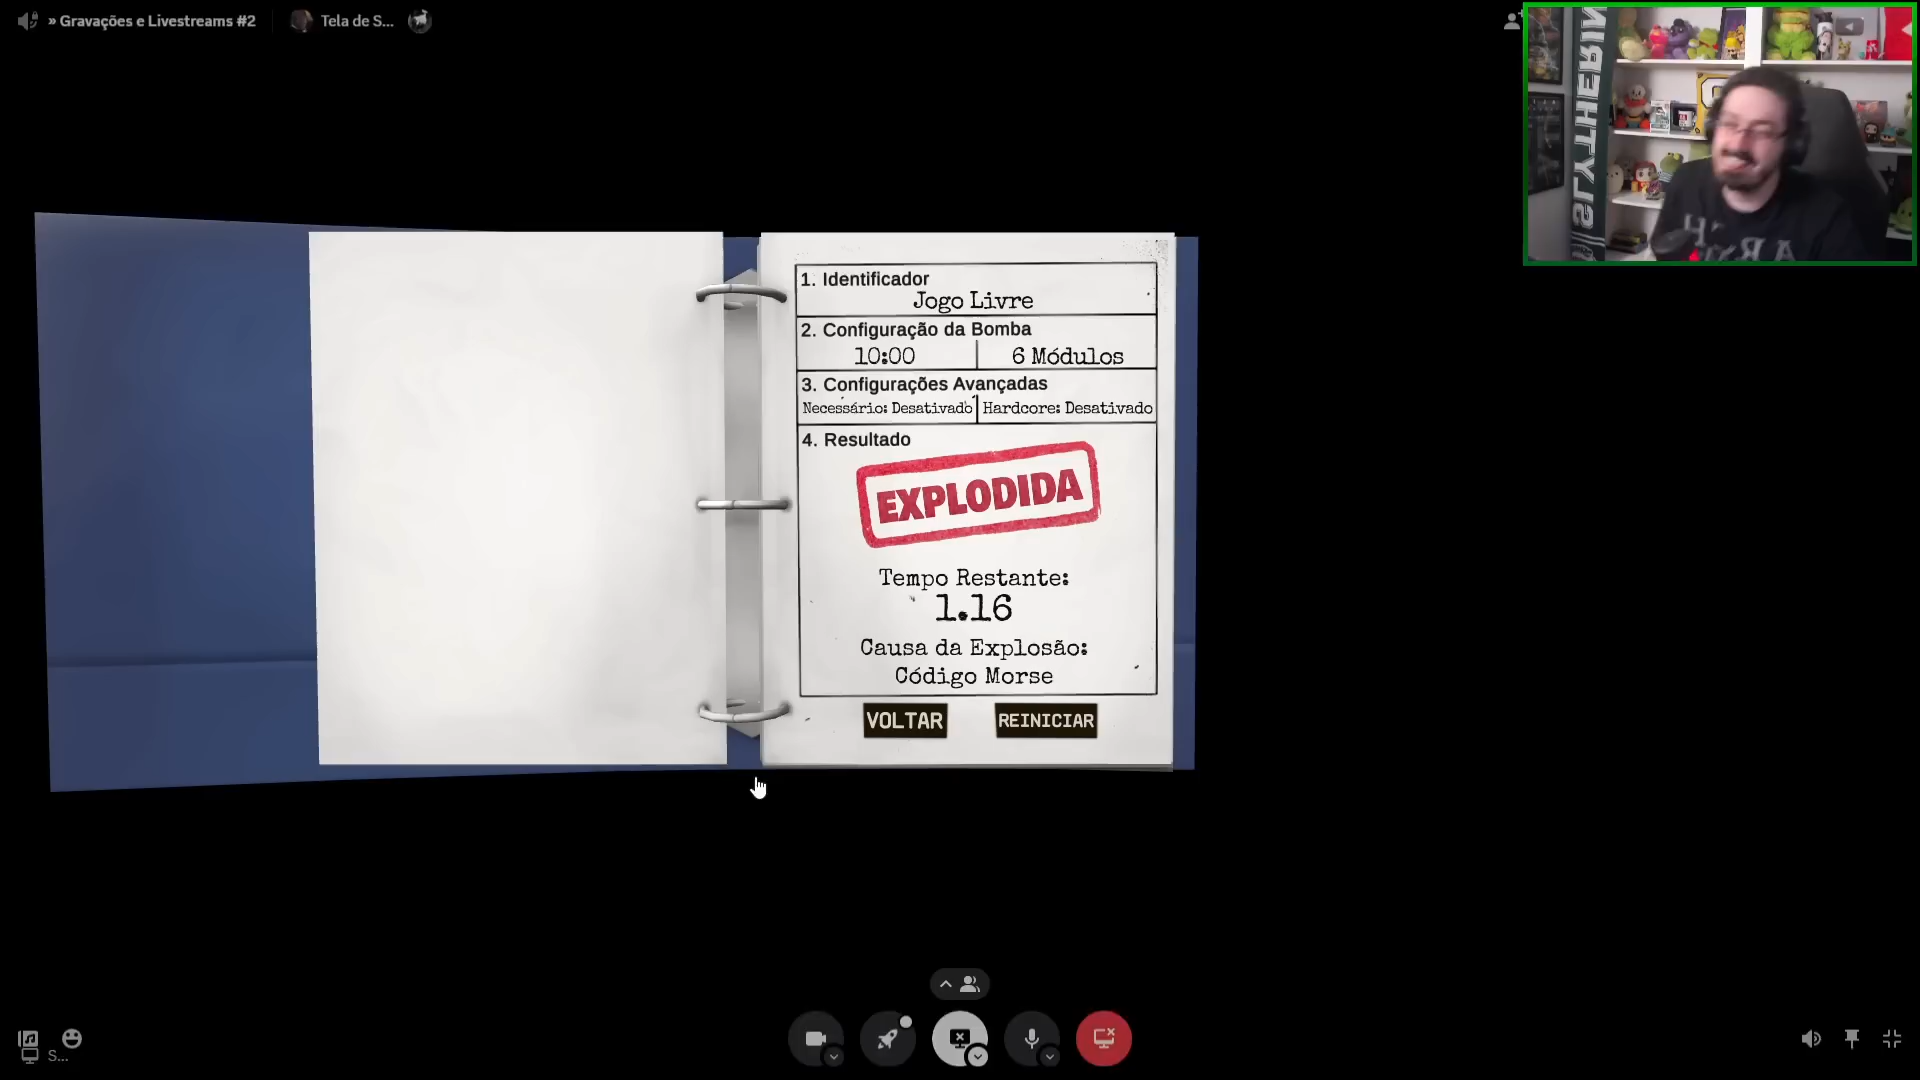 » Gravações e Livestreams #2
Tela de S...
1. Identificador
Jogo Livre
2. Configuração da Bomba
10:00
6 Módulos
3. Configurações Avançadas
Necessário: Desativado
Hardcore: Desativado
4. Resultado
EXPLODIDA
Tempo Restante:
1.16
Causa da Explosão:
Código Morse
VOLTAR
REINICIAR
SLYTHERIN
S...